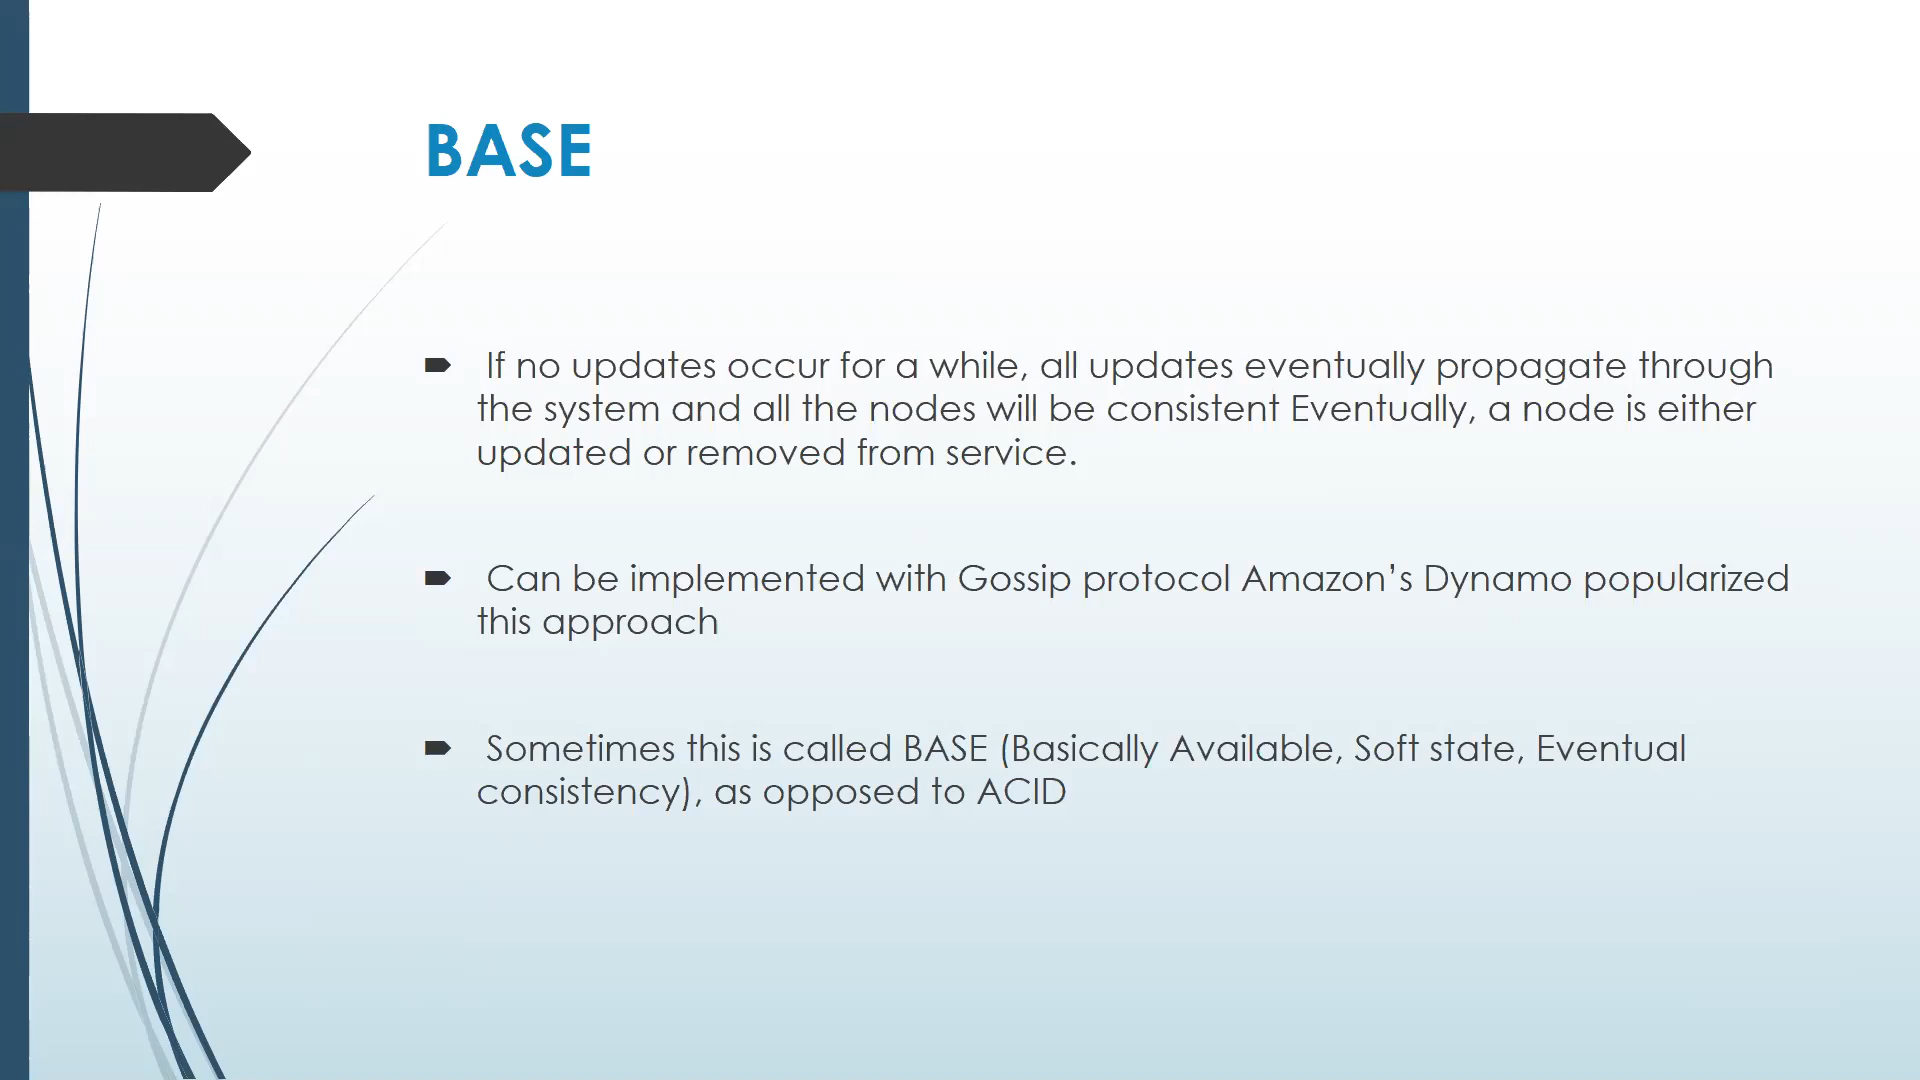 BASE
If no updates occur for a while, all updates eventually propagate through
the system and all the nodes will be consistent Eventually, a node is either
updated or removed from service.
Can be implemented with Gossip protocol Amazon’s Dynamo popularized
this approach
Sometimes this is called BASE (Basically Available, Soft state, Eventual
consistency), as opposed to ACID